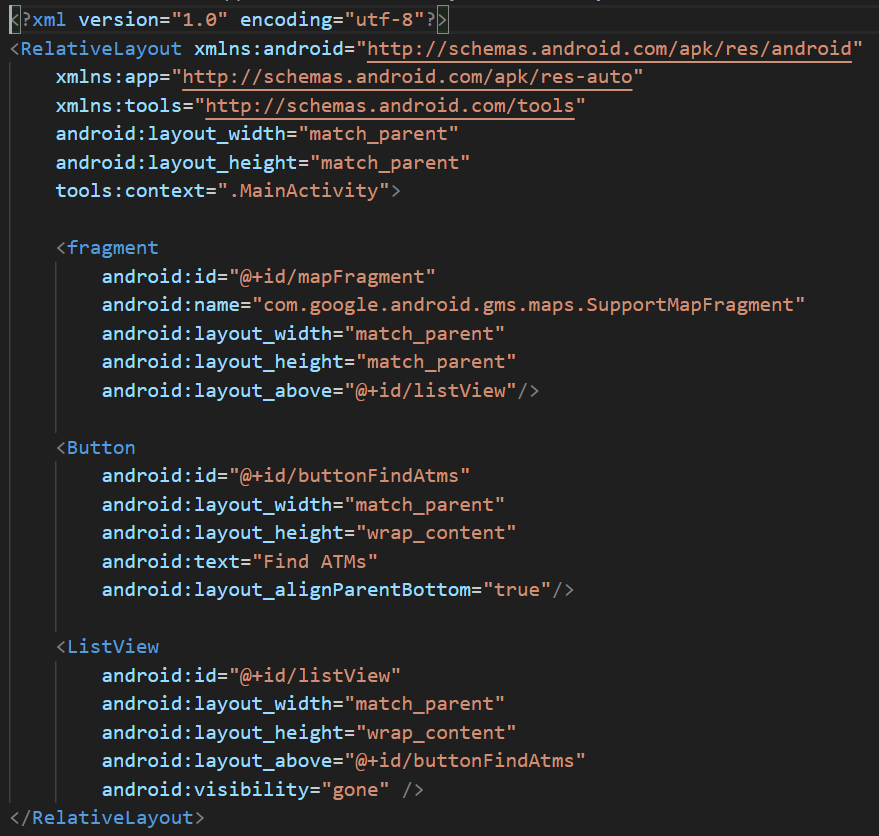 <?xml version="1.0" encoding="utf-8"?>
<RelativeLayout xmlns:android="http://schemas.android.com/apk/res/android"
    xmlns:app="http://schemas.android.com/apk/res-auto"
    xmlns:tools="http://schemas.android.com/tools"
    android:layout_width="match_parent"
    android:layout_height="match_parent"
    tools:context=".MainActivity">

    <fragment
        android:id="@+id/mapFragment"
        android:name="com.google.android.gms.maps.SupportMapFragment"
        android:layout_width="match_parent"
        android:layout_height="match_parent"
        android:layout_above="@+id/listView"/>

    <Button
        android:id="@+id/buttonFindAtms"
        android:layout_width="match_parent"
        android:layout_height="wrap_content"
        android:text="Find ATMs"
        android:layout_alignParentBottom="true"/>

    <ListView
        android:id="@+id/listView"
        android:layout_width="match_parent"
        android:layout_height="wrap_content"
        android:layout_above="@+id/buttonFindAtms"
        android:visibility="gone" />
</RelativeLayout>